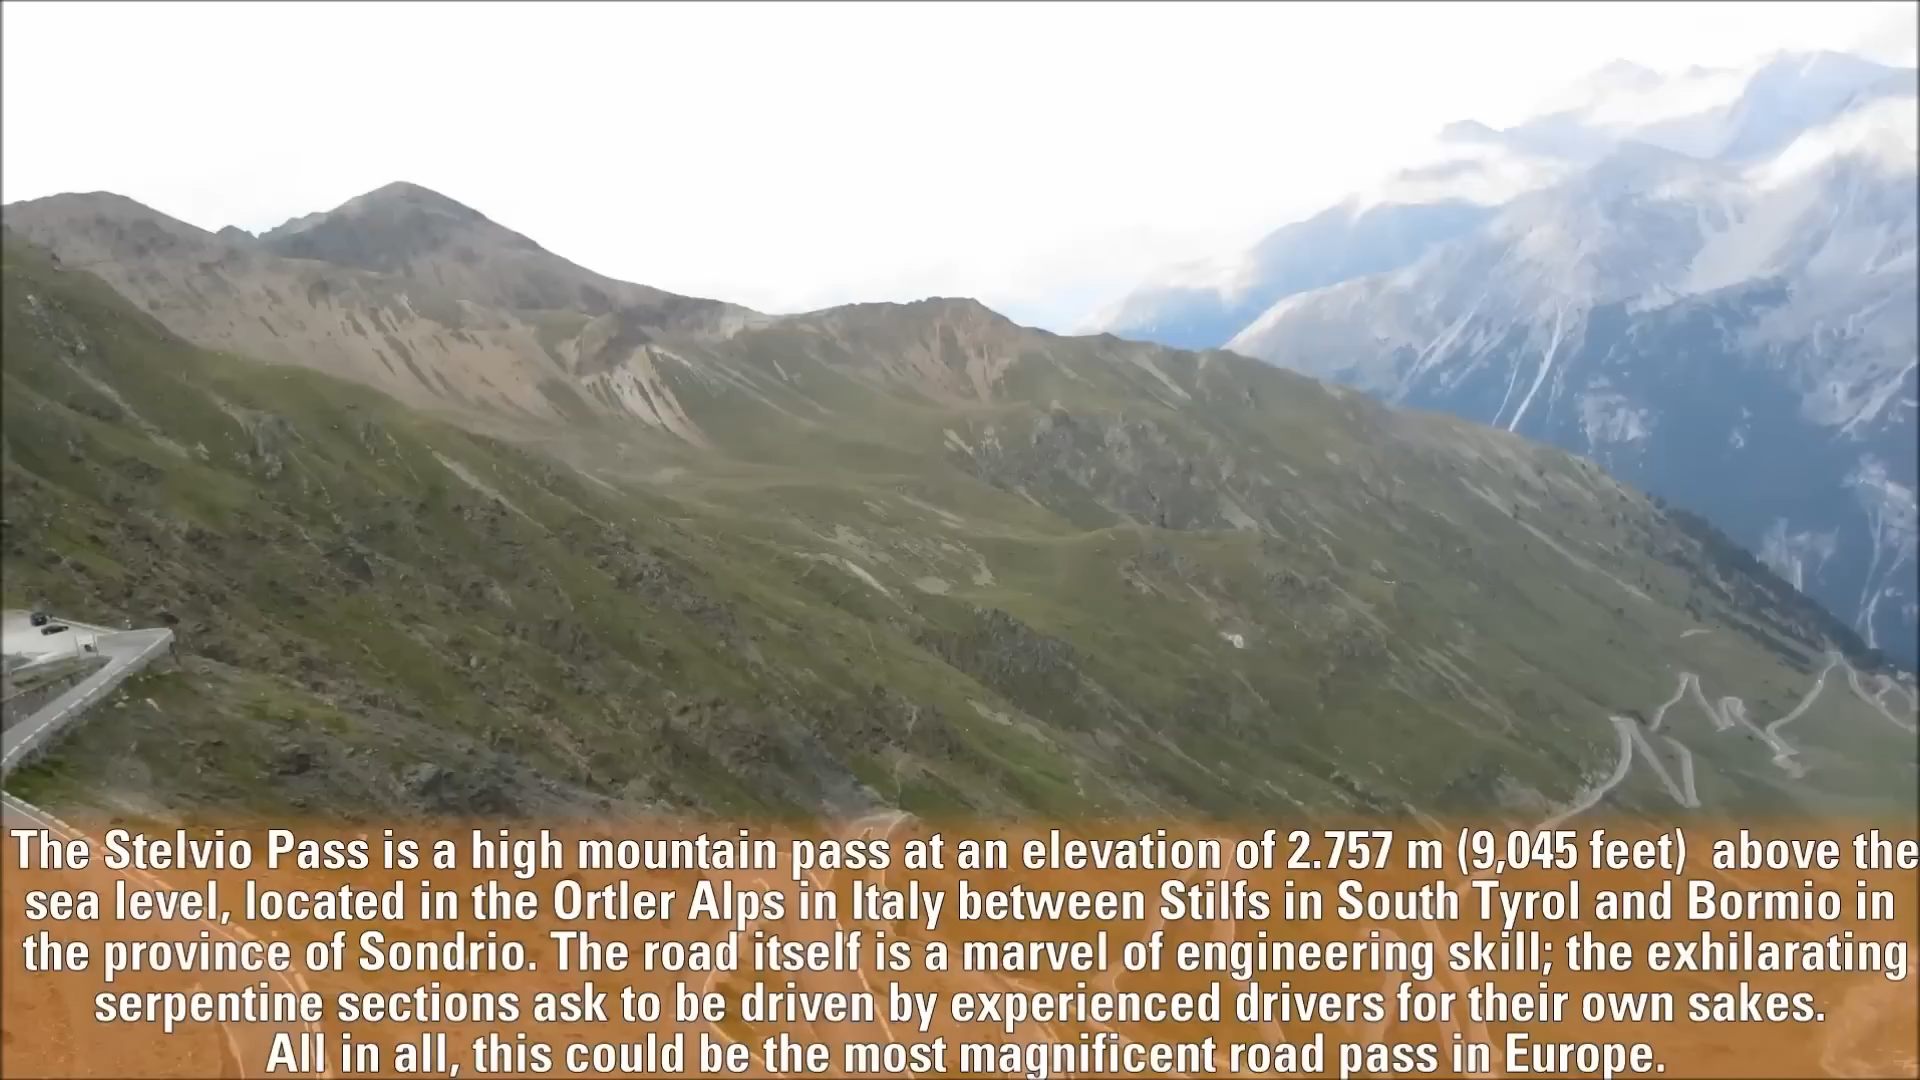 The Stelvio Pass is a high mountain pass at an elevation of 2.757 m (9,045 feet)  above the
sea level, located in the Ortler Alps in Italy between Stilfs in South Tyrol and Bormio in
the province of Sondrio. The road itself is a marvel of engineering skill; the exhilarating
serpentine sections ask to be driven by experienced drivers for their own sakes.
All in all, this could be the most magnificent road pass in Europe.